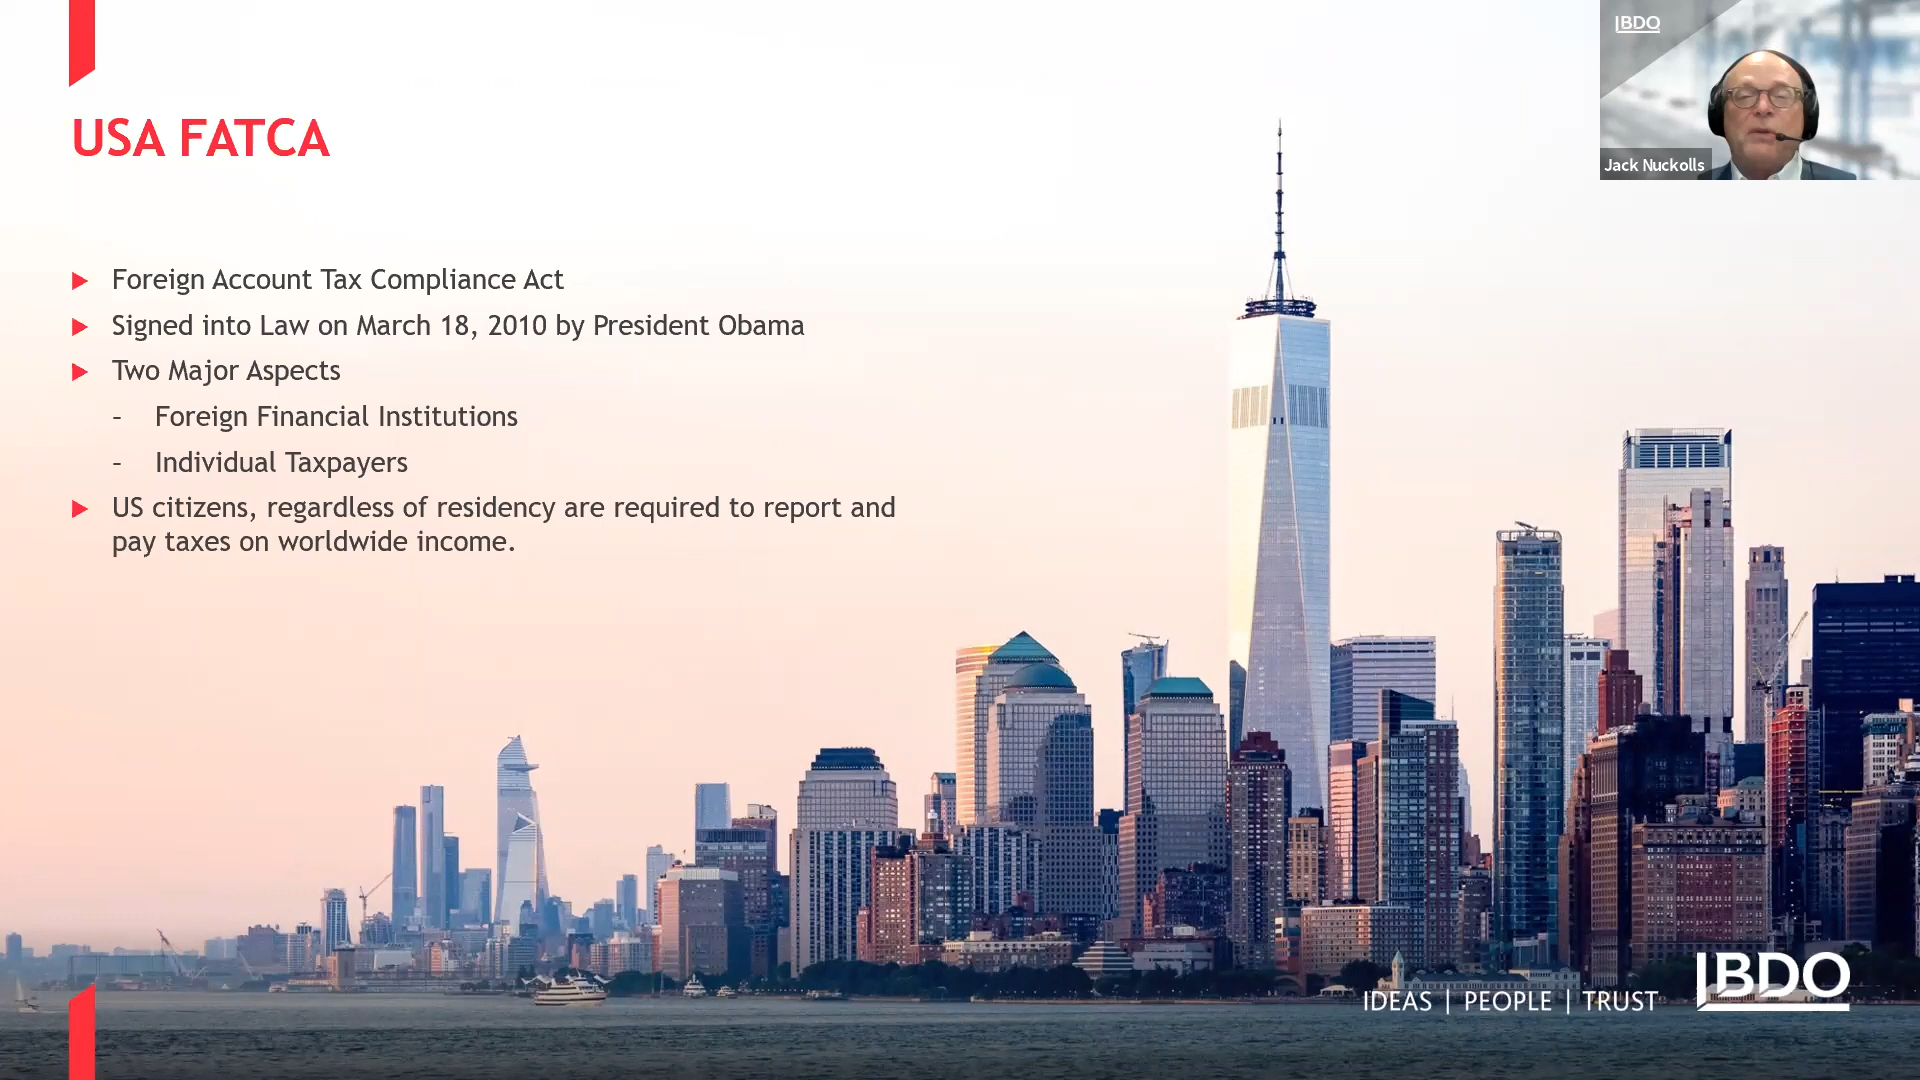 BDO
Jack Nuckolls
USA FATCA
Foreign Account Tax Compliance Act
Signed into Law on March 18, 2010 by President Obama
Two Major Aspects
- Foreign Financial Institutions
- Individual Taxpayers
US citizens, regardless of residency are required to report and
pay taxes on worldwide income.
IDEAS | PEOPLE | TRUST
BDO